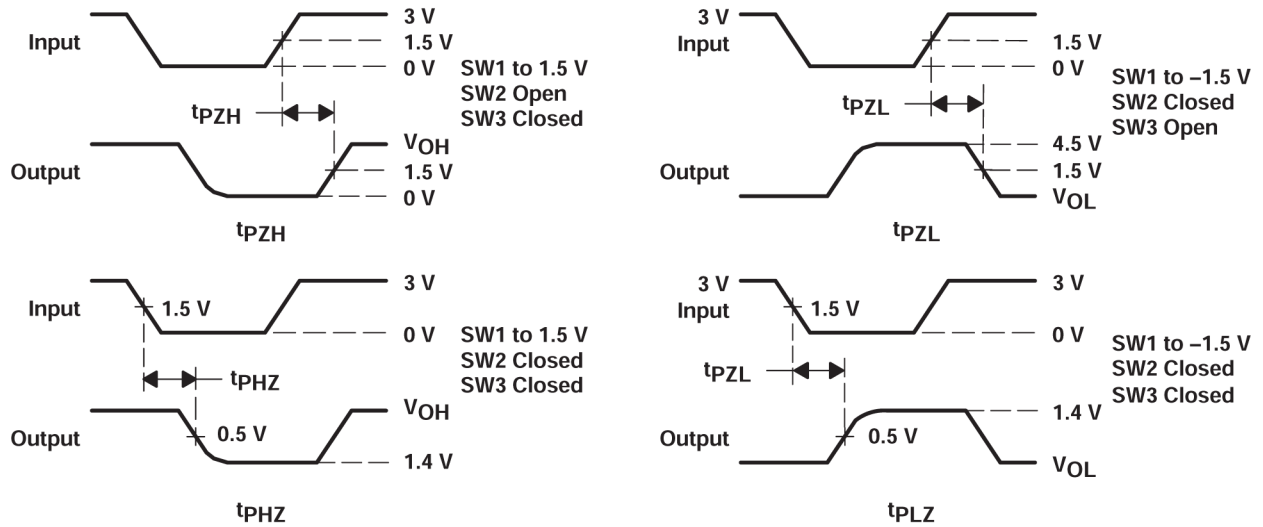 3 V
Input
1.5 V
0 V
SW1 to 1.5 V
SW2 Open
SW3 Closed
tPZH
VOH
Output
1.5 V
0 V
tPZH
3 V
Input
1.5 V
0 V
SW1 to –1.5 V
SW2 Closed
SW3 Open
tPZL
4.5 V
Output
1.5 V
VOL
tPZL
3 V
Input
1.5 V
0 V
SW1 to 1.5 V
SW2 Closed
SW3 Closed
tPHZ
VOH
Output
0.5 V
1.4 V
tPHZ
3 V
3 V
Input
1.5 V
0 V
SW1 to –1.5 V
SW2 Closed
SW3 Closed
tPZL
1.4 V
Output
0.5 V
VOL
tPLZ